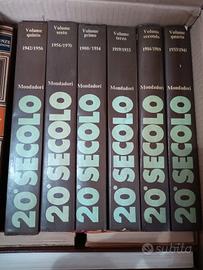 Volume quinto
1942/1956
Mondadori
20° SECOLO
Volume sesto
1956/1970
Mondadori
20° SECOLO
Volume primo
1900/1914
Mondadori
20° SECOLO
Volume terzo
1919/1933
Mondadori
20° SECOLO
Volume secondo
1914/1919
Mondadori
20° SECOLO
Volume quarto
1933/1941
Mondadori
20° SECOLO
subito